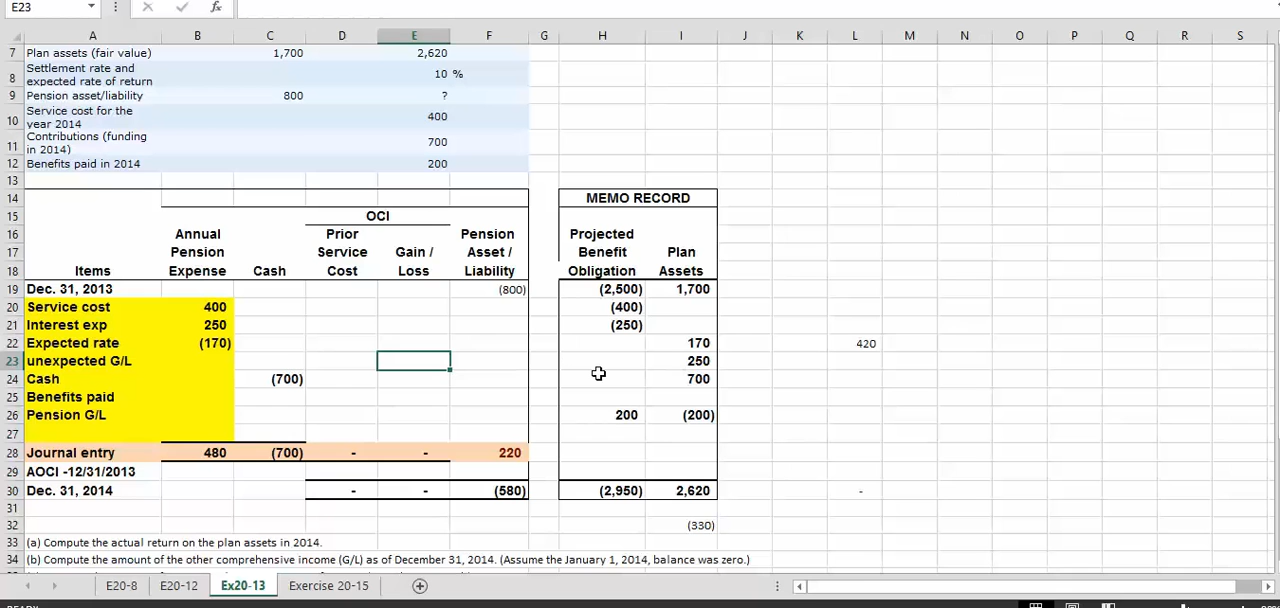 E23
fx
A B C D E F G H I J K L M N O P Q R S
7 Plan assets (fair value) 1,700 2,620
8 Settlement rate and
expected rate of return 10 %
9 Pension asset/liability 800 ?
10 Service cost for the
year 2014 400
11 Contributions (funding
in 2014) 700
12 Benefits paid in 2014 200
13
14 MEMO RECORD
15 OCI
16 Annual Prior Pension Projected
17 Pension Service Gain / Asset / Benefit Plan
18 Items Expense Cash Cost Loss Liability Obligation Assets
19 Dec. 31, 2013 (800) (2,500) 1,700
20 Service cost 400 (400)
21 Interest exp 250 (250)
22 Expected rate (170) 170 420
23 unexpected G/L 250
24 Cash (700) 700
25 Benefits paid
26 Pension G/L 200 (200)
27
28 Journal entry 480 (700) - - 220
29 AOCI -12/31/2013
30 Dec. 31, 2014 - - (580) (2,950) 2,620 -
31
32 (330)
33 (a) Compute the actual return on the plan assets in 2014.
34 (b) Compute the amount of the other comprehensive income (G/L) as of December 31, 2014. (Assume the January 1, 2014, balance was zero.)
E20-8 E20-12 Ex20-13 Exercise 20-15